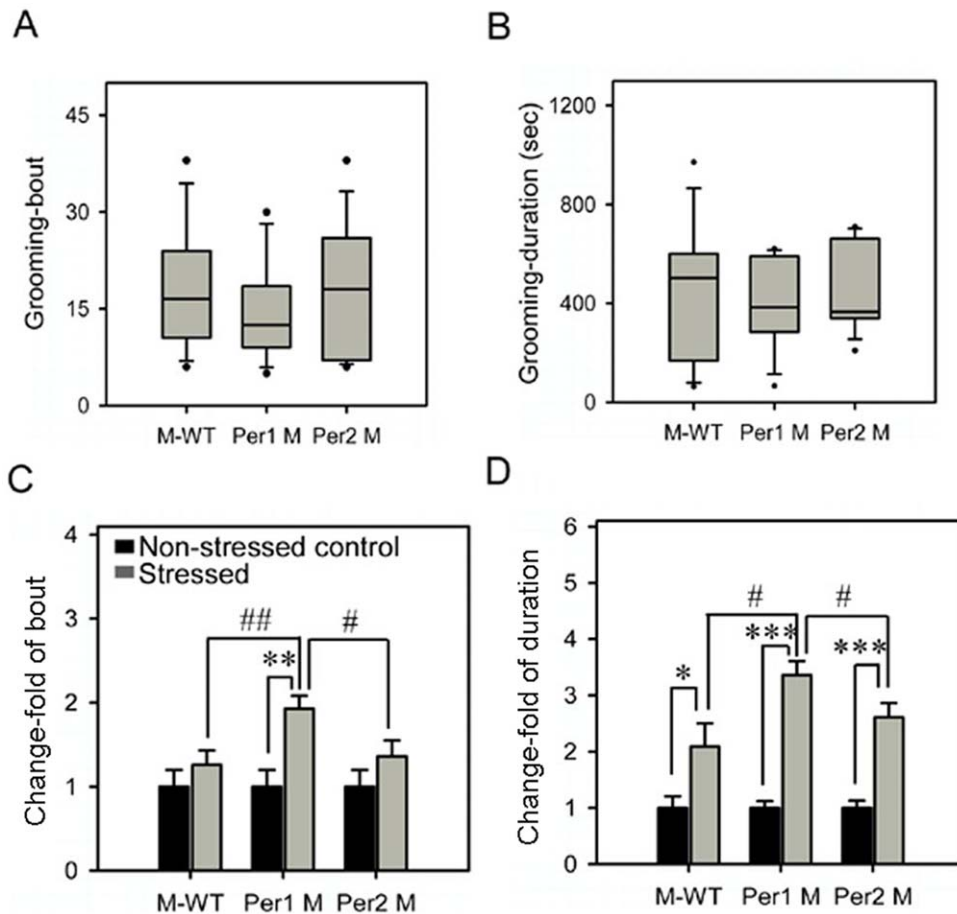 A
Grooming-bout
45
30
15
0
M-WT Per1 M Per2 M
B
Grooming-duration (sec)
1200
800
400
0
M-WT Per1 M Per2 M
C
Change-fold of bout
4
3
2
1
0
Non-stressed control
Stressed
## #
**
M-WT Per1 M Per2 M
D
Change-fold of duration
6
5
4
3
2
1
0
# #
* *** ***
M-WT Per1 M Per2 M